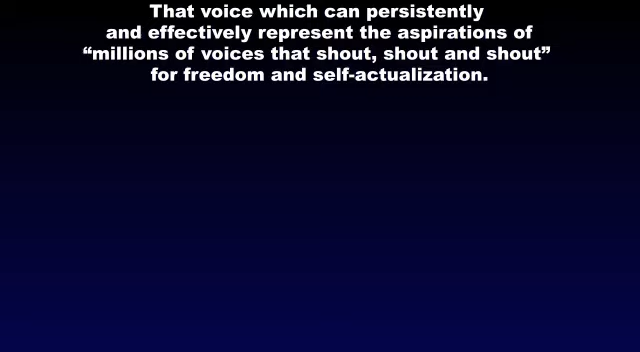 That voice which can persistently
and effectively represent the aspirations of
“millions of voices that shout, shout and shout”
for freedom and self-actualization.